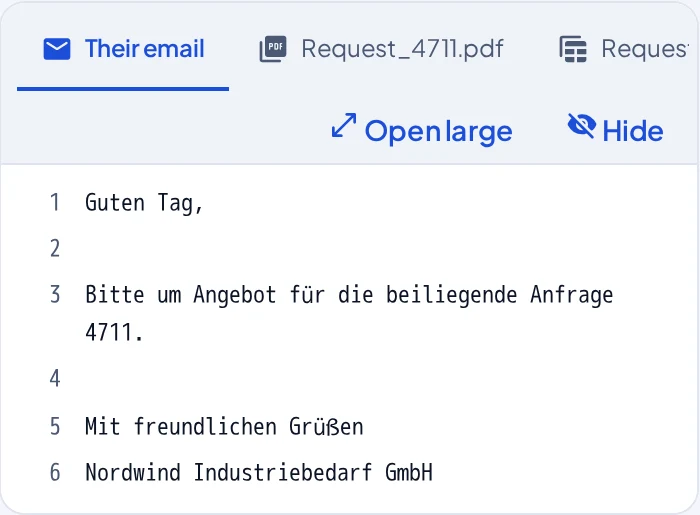 Their email
Request_4711.pdf
Reques
Open large
Hide
1 Guten Tag,
2
3 Bitte um Angebot für die beiliegende Anfrage
4711.
4
5 Mit freundlichen Grüßen
6 Nordwind Industriebedarf GmbH